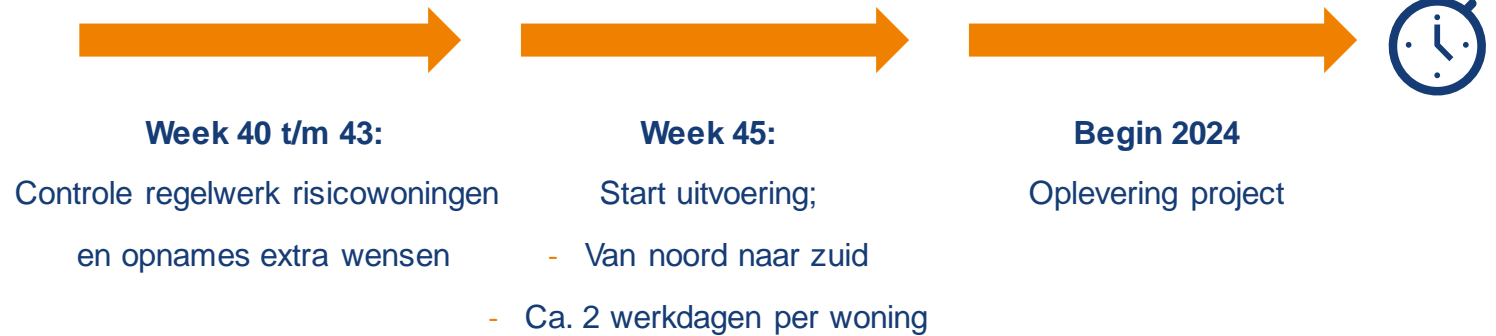 Week 40 t/m 43:
Controle regelwerk risicowoningen
en opnames extra wensen
Week 45:
Start uitvoering;
- Van noord naar zuid
- Ca. 2 werkdagen per woning
Begin 2024
Oplevering project